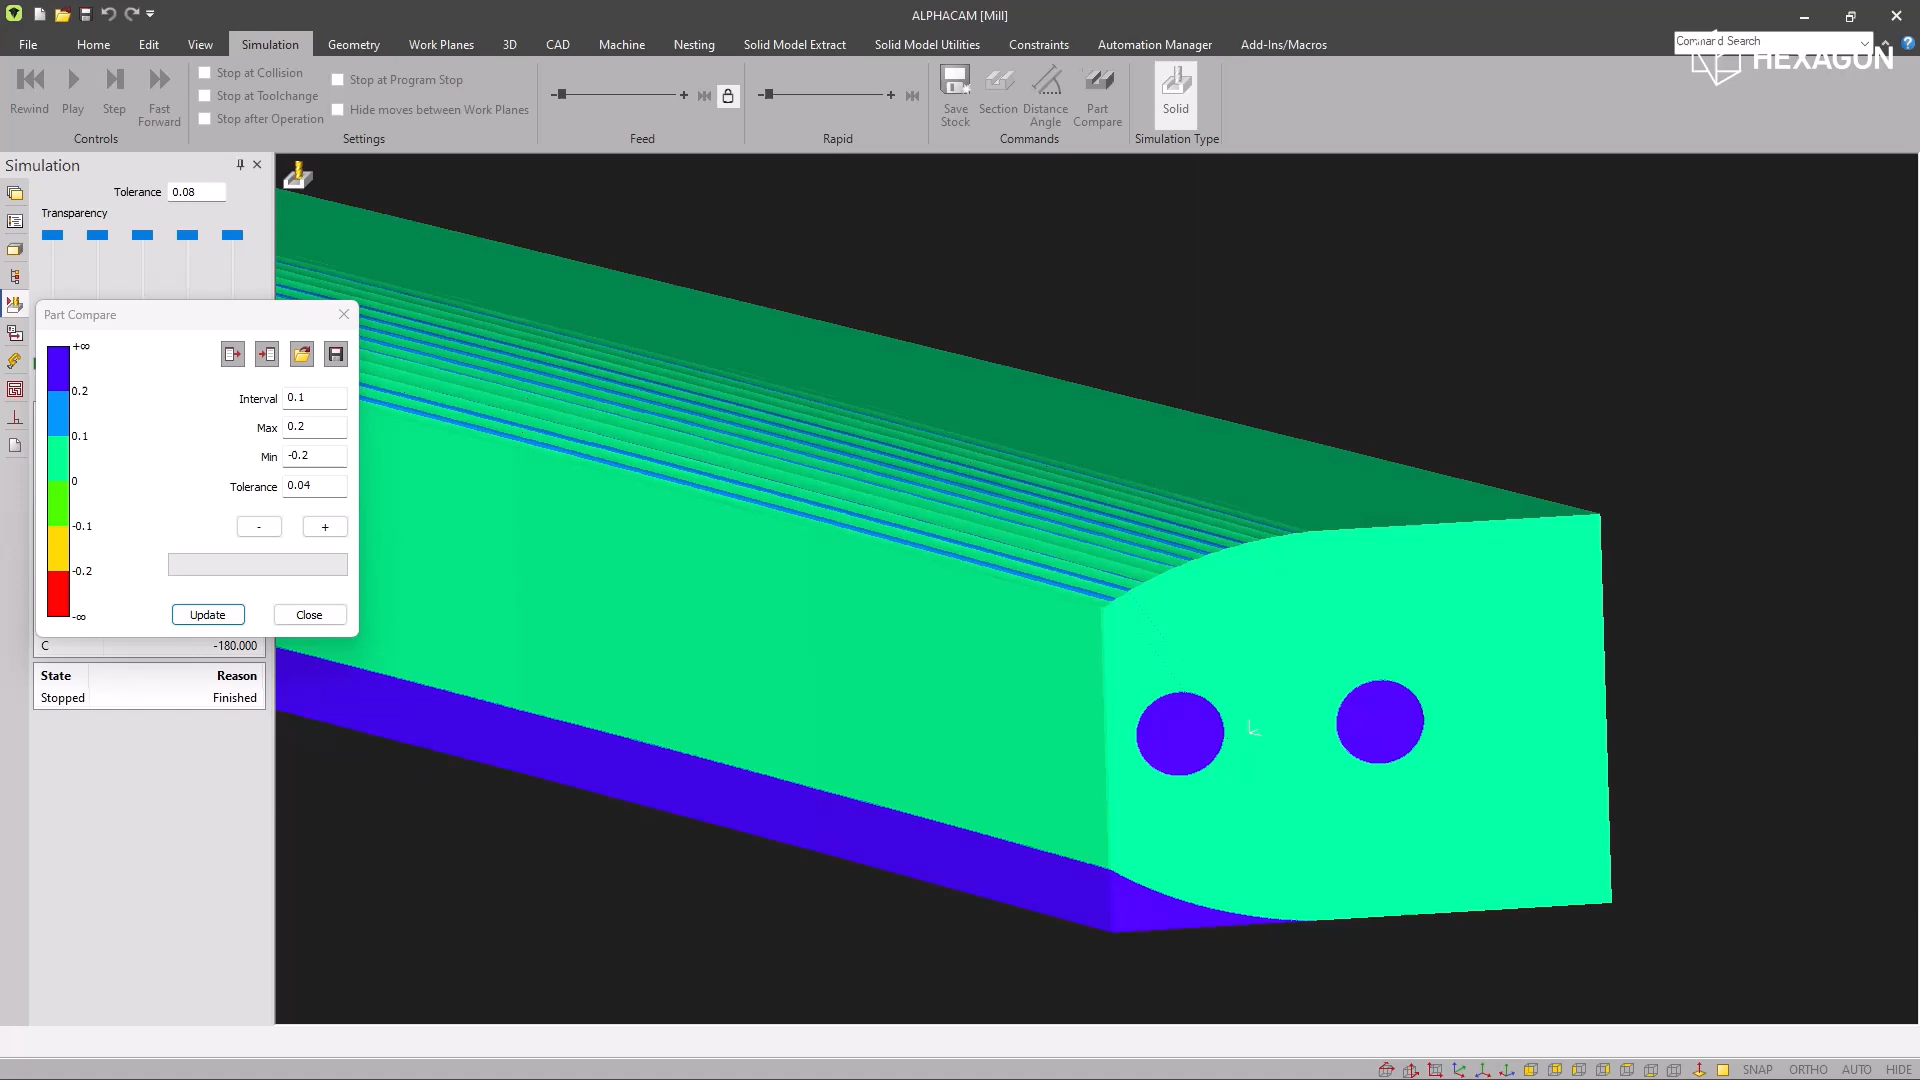 ALPHACAM [Mill]
File Home Edit View Simulation Geometry Work Planes 3D CAD Machine Nesting Solid Model Extract Solid Model Utilities Constraints Automation Manager Add-Ins/Macros
Command Search
HEXAGON
Rewind Play Step Fast Forward
Controls
Stop at Collision
Stop at Toolchange
Stop after Operation
Stop at Program Stop
Hide moves between Work Planes
Settings
- +
Feed
- +
Rapid
Save Stock Section Distance Angle Part Compare
Commands
Solid
Simulation Type
Simulation
Tolerance 0.08
Transparency
Part Compare
+∞
0.2
0.1
0
-0.1
-0.2
-∞
Interval 0.1
Max 0.2
Min -0.2
Tolerance 0.04
- +
Update Close
C -180.000
State Reason
Stopped Finished
SNAP ORTHO AUTO HIDE